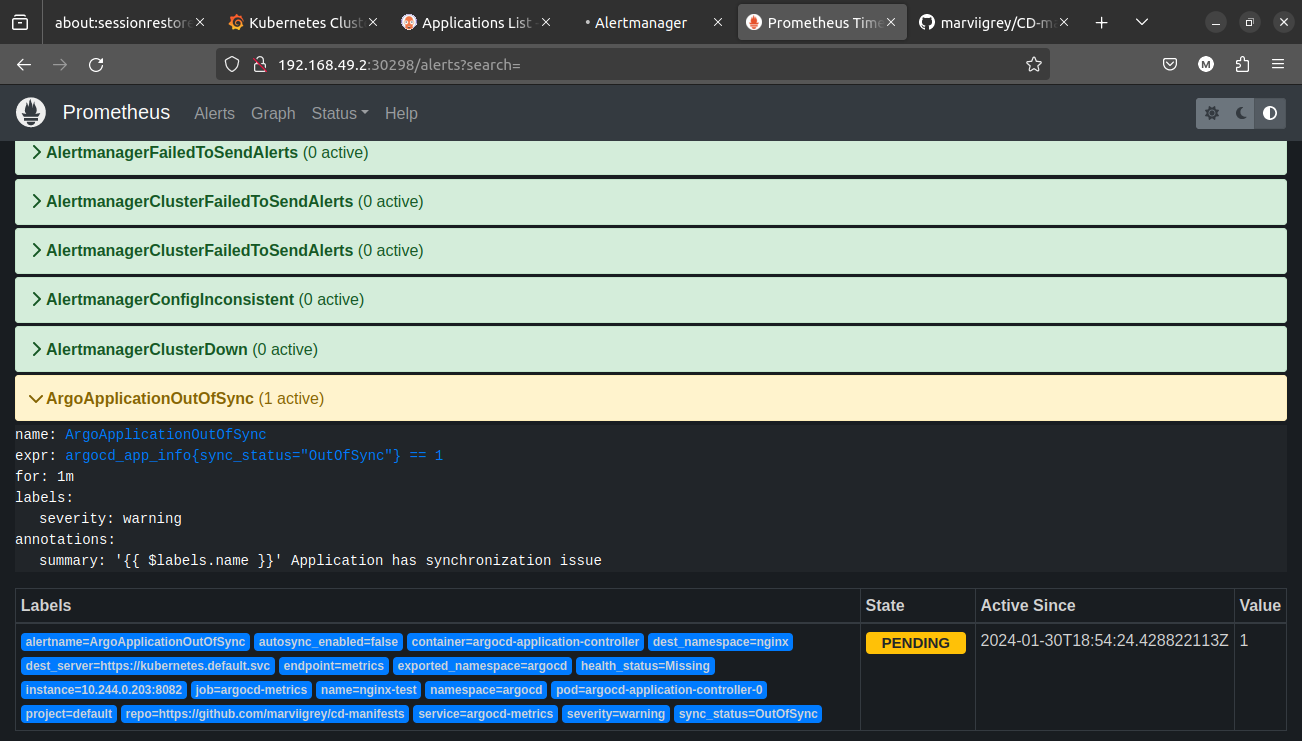 about:sessionrestore
Kubernetes Clust
Applications List
Alertmanager
Prometheus Time
marviigrey/CD-ma
192.168.49.2:30298/alerts?search=
M
Prometheus Alerts Graph Status Help
AlertmanagerFailedToSendAlerts (0 active)
AlertmanagerClusterFailedToSendAlerts (0 active)
AlertmanagerClusterFailedToSendAlerts (0 active)
AlertmanagerConfigInconsistent (0 active)
AlertmanagerClusterDown (0 active)
ArgoApplicationOutOfSync (1 active)
name: ArgoApplicationOutOfSync
expr: argocd_app_info{sync_status="OutOfSync"} == 1
for: 1m
labels:
severity: warning
annotations:
summary: '{{ $labels.name }}' Application has synchronization issue
Labels State Active Since Value
alertname=ArgoApplicationOutOfSync autosync_enabled=false container=argocd-application-controller dest_namespace=nginx PENDING 2024-01-30T18:54:24.428822113Z 1
dest_server=https://kubernetes.default.svc endpoint=metrics exported_namespace=argocd health_status=Missing
instance=10.244.0.203:8082 job=argocd-metrics name=nginx-test namespace=argocd pod=argocd-application-controller-0
project=default repo=https://github.com/marviigrey/cd-manifests service=argocd-metrics severity=warning sync_status=OutOfSync